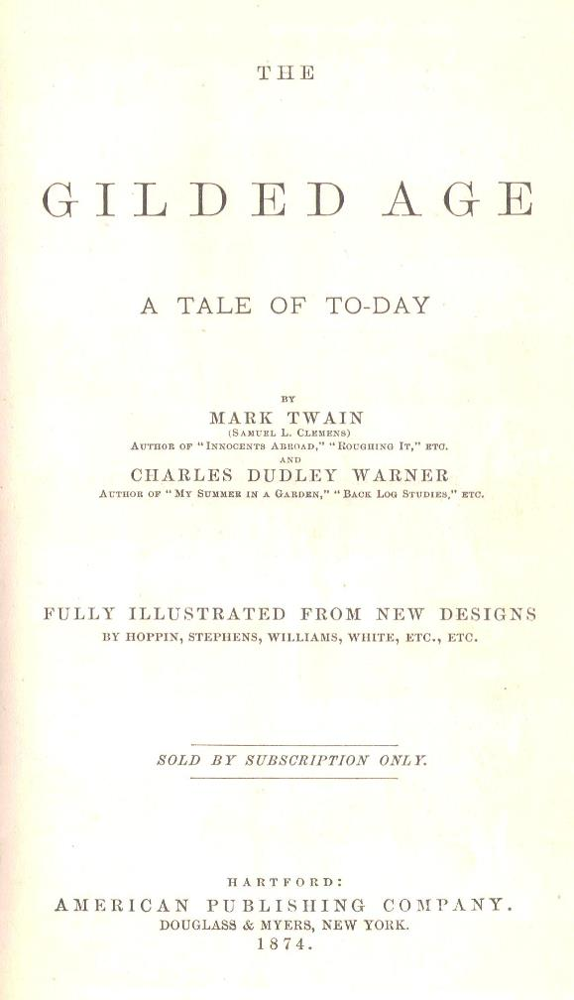 THE
GILDED AGE
A TALE OF TO-DAY
BY
MARK TWAIN
(SAMUEL L. CLEMENS)
AUTHOR OF "INNOCENTS ABROAD," "ROUGHING IT," ETC.
AND
CHARLES DUDLEY WARNER
AUTHOR OF "MY SUMMER IN A GARDEN," "BACK LOG STUDIES," ETC.
FULLY ILLUSTRATED FROM NEW DESIGNS
BY HOPPIN, STEPHENS, WILLIAMS, WHITE, ETC., ETC.
SOLD BY SUBSCRIPTION ONLY.
HARTFORD:
AMERICAN PUBLISHING COMPANY.
DOUGLASS & MYERS, NEW YORK.
1874.